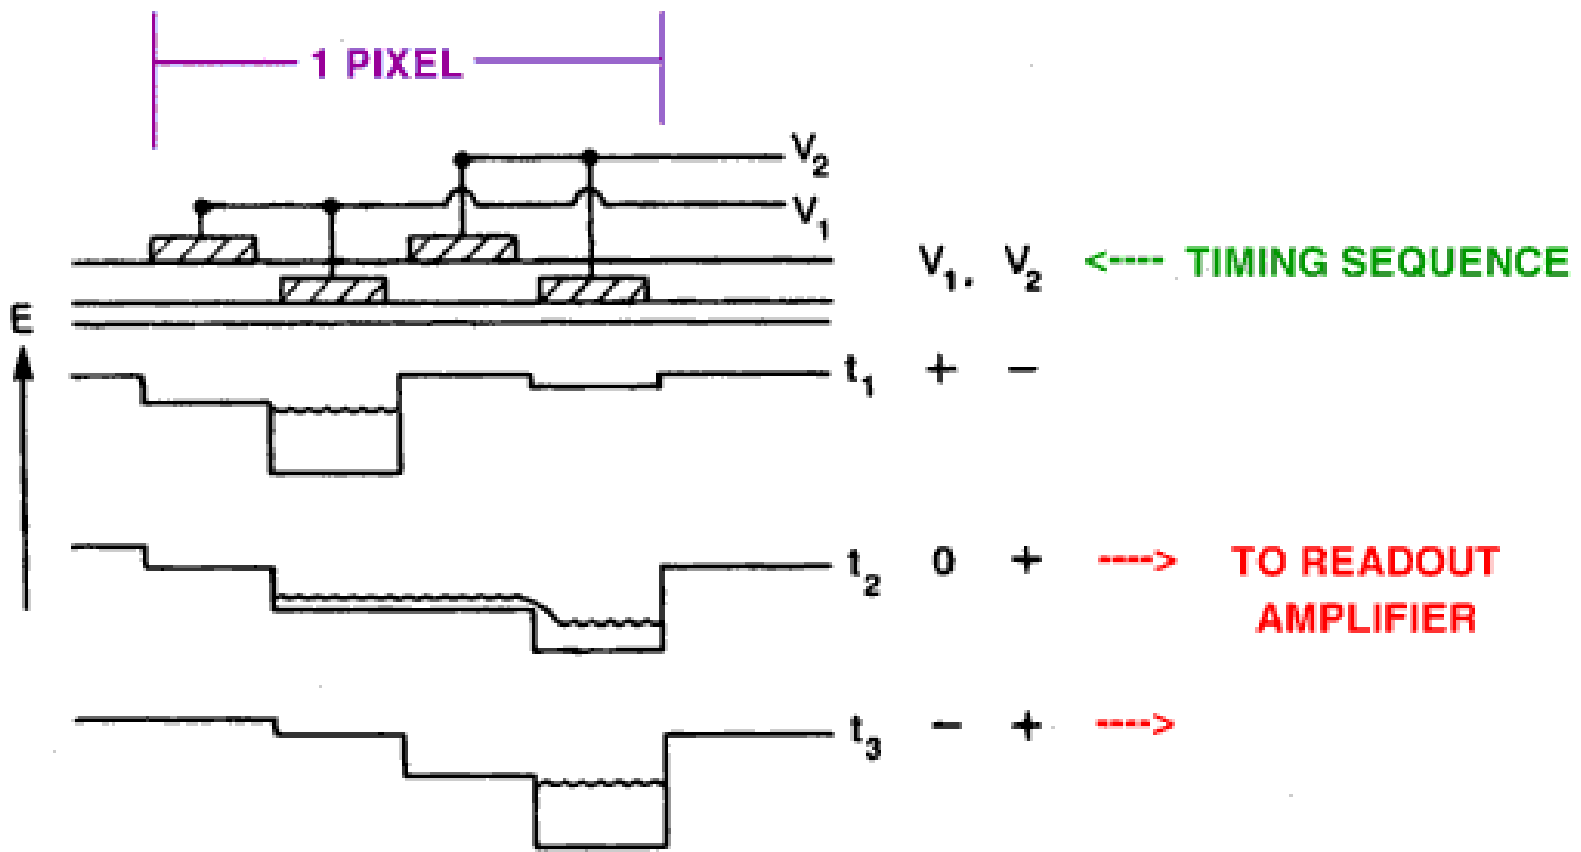 1 PIXEL
V2
V1
V1, V2 <---- TIMING SEQUENCE
E
t1 + −
t2 0 + ----> TO READOUT
AMPLIFIER
t3 − + ---->